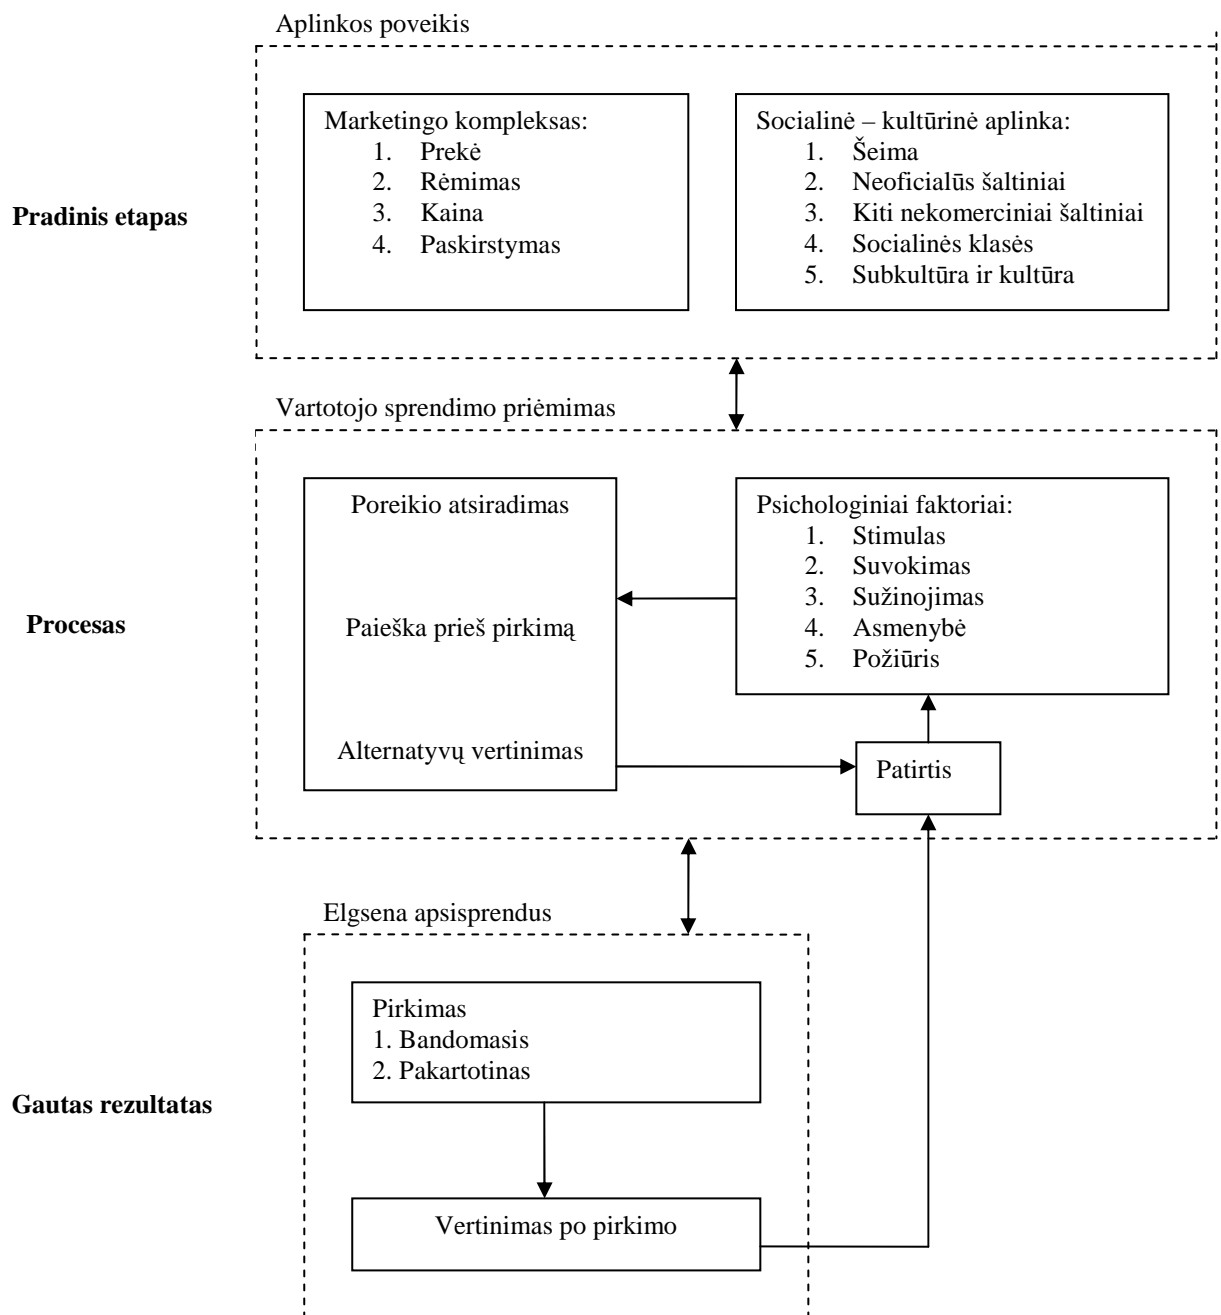 Aplinkos poveikis
Marketingo kompleksas:
1. Prekė
2. Rėmimas
3. Kaina
4. Paskirstymas
Socialinė – kultūrinė aplinka:
1. Šeima
2. Neoficialūs šaltiniai
3. Kiti nekomerciniai šaltiniai
4. Socialinės klasės
5. Subkultūra ir kultūra
Pradinis etapas
Vartotojo sprendimo priėmimas
Poreikio atsiradimas
Paieška prieš pirkimą
Alternatyvų vertinimas
Psichologiniai faktoriai:
1. Stimulas
2. Suvokimas
3. Sužinojimas
4. Asmenybė
5. Požiūris
Procesas
Patirtis
Elgsena apsisprendus
Pirkimas
1. Bandomasis
2. Pakartotinas
Gautas rezultatas
Vertinimas po pirkimo